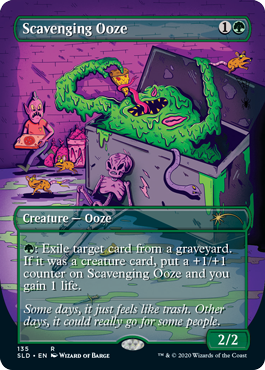 Scavenging Ooze 1
Creature — Ooze
: Exile target card from a graveyard.
If it was a creature card, put a +1/+1
counter on Scavenging Ooze and you
gain 1 life.
Some days, it just feels like trash. Other
days, it could really go for some people.
2/2
135 R
SLD • EN Wizard of Barge
™ & © 2020 Wizards of the Coast